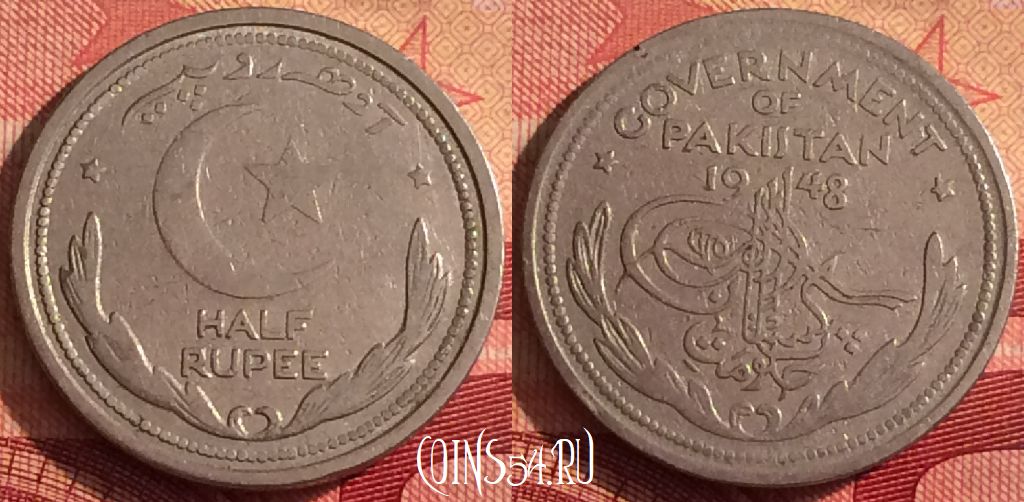 HALF
RUPEE
GOVERNMENT
OF
PAKISTAN
1948
COINS54.RU